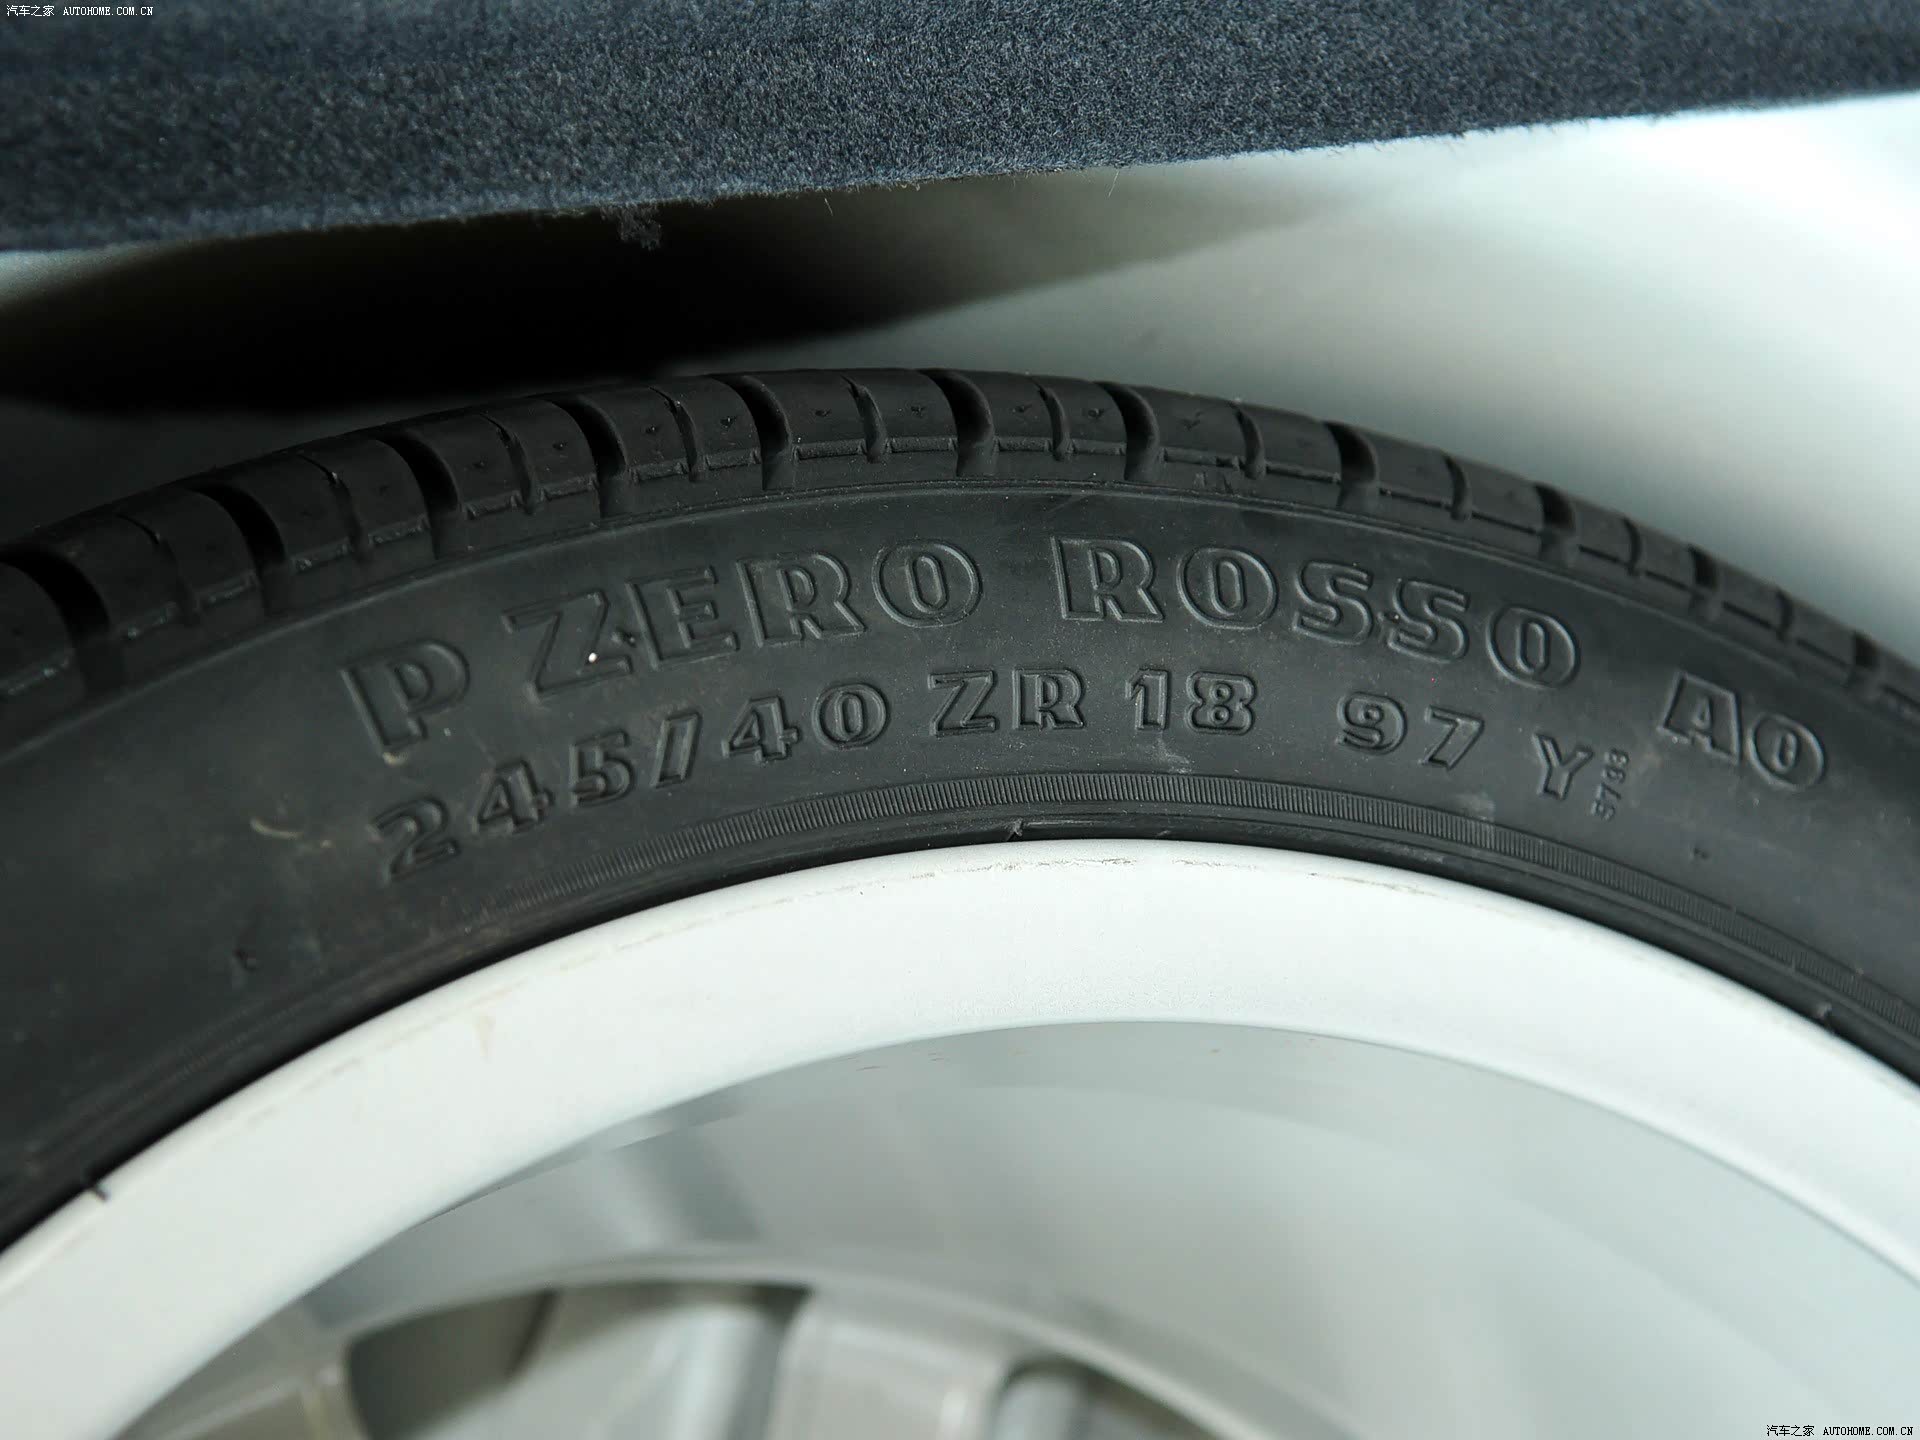 汽车之家 AUTOHOME.COM.CN
P ZERO ROSSO AO
245/40 ZR 18 97 Y
汽车之家 AUTOHOME.COM.CN